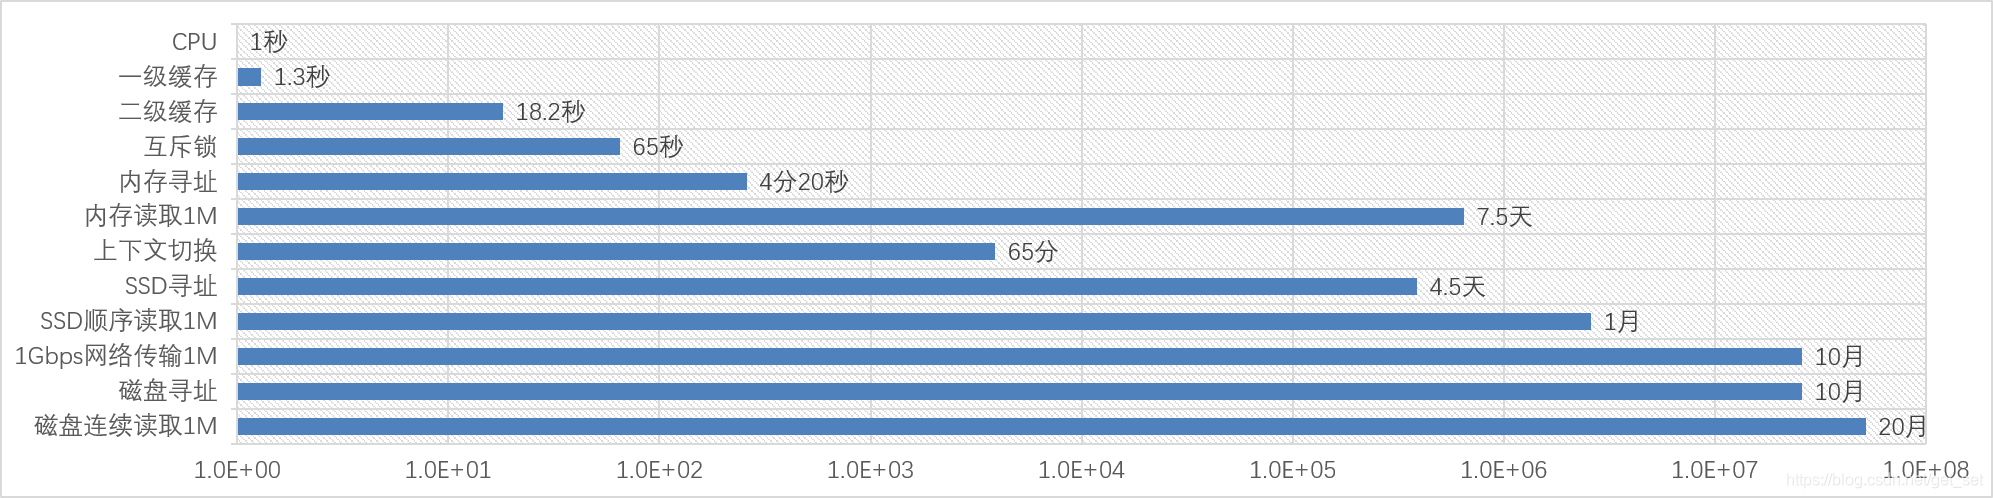 CPU 1秒
一级缓存 1.3秒
二级缓存 18.2秒
互斥锁 65秒
内存寻址 4分20秒
内存读取1M 7.5天
上下文切换 65分
SSD寻址 4.5天
SSD顺序读取1M 1月
1Gbps网络传输1M 10月
磁盘寻址 10月
磁盘连续读取1M 20月
1.0E+00 1.0E+01 1.0E+02 1.0E+03 1.0E+04 1.0E+05 1.0E+06 1.0E+07 1.0E+08
https://blog.csdn.net/get_set